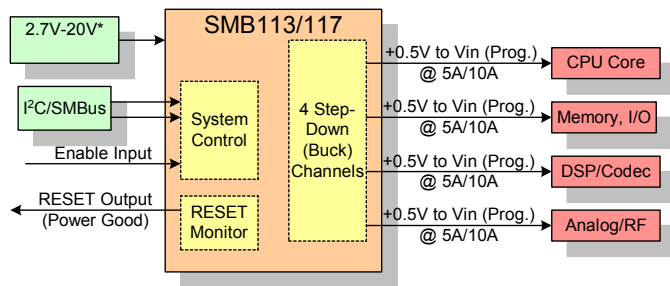 SMB113/117
2.7V-20V*
I²C/SMBus
Enable Input
RESET Output
(Power Good)
System
Control
RESET
Monitor
4 Step-
Down
(Buck)
Channels
+0.5V to Vin (Prog.)
@ 5A/10A
CPU Core
+0.5V to Vin (Prog.)
@ 5A/10A
Memory, I/O
+0.5V to Vin (Prog.)
@ 5A/10A
DSP/Codec
+0.5V to Vin (Prog.)
@ 5A/10A
Analog/RF